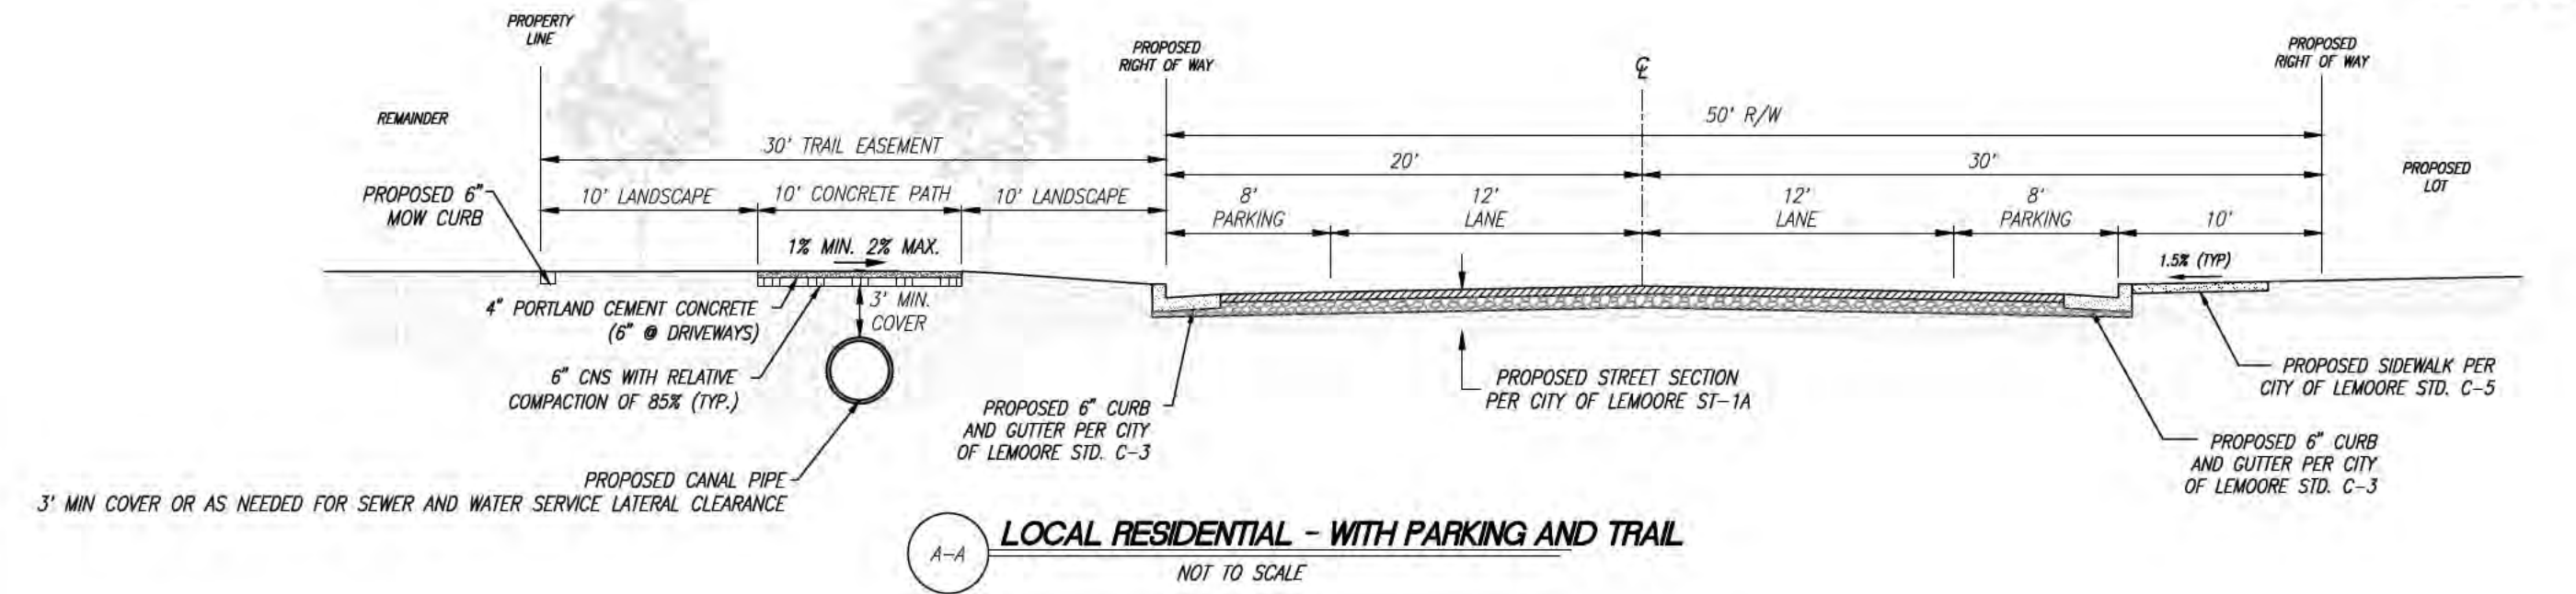 PROPERTY
LINE
PROPOSED
RIGHT OF WAY
℄
PROPOSED
RIGHT OF WAY
REMAINDER
50' R/W
30' TRAIL EASEMENT
20'
30'
PROPOSED
LOT
PROPOSED 6"
MOW CURB
10' LANDSCAPE
10' CONCRETE PATH
10' LANDSCAPE
8'
PARKING
12'
LANE
12'
LANE
8'
PARKING
10'
1% MIN. 2% MAX.
1.5% (TYP)
4" PORTLAND CEMENT CONCRETE
(6" @ DRIVEWAYS)
3' MIN.
COVER
6" CNS WITH RELATIVE
COMPACTION OF 85% (TYP.)
PROPOSED 6" CURB
AND GUTTER PER CITY
OF LEMOORE STD. C-3
PROPOSED STREET SECTION
PER CITY OF LEMOORE ST-1A
PROPOSED SIDEWALK PER
CITY OF LEMOORE STD. C-5
PROPOSED 6" CURB
AND GUTTER PER CITY
OF LEMOORE STD. C-3
PROPOSED CANAL PIPE
3' MIN COVER OR AS NEEDED FOR SEWER AND WATER SERVICE LATERAL CLEARANCE
A-A
LOCAL RESIDENTIAL - WITH PARKING AND TRAIL
NOT TO SCALE